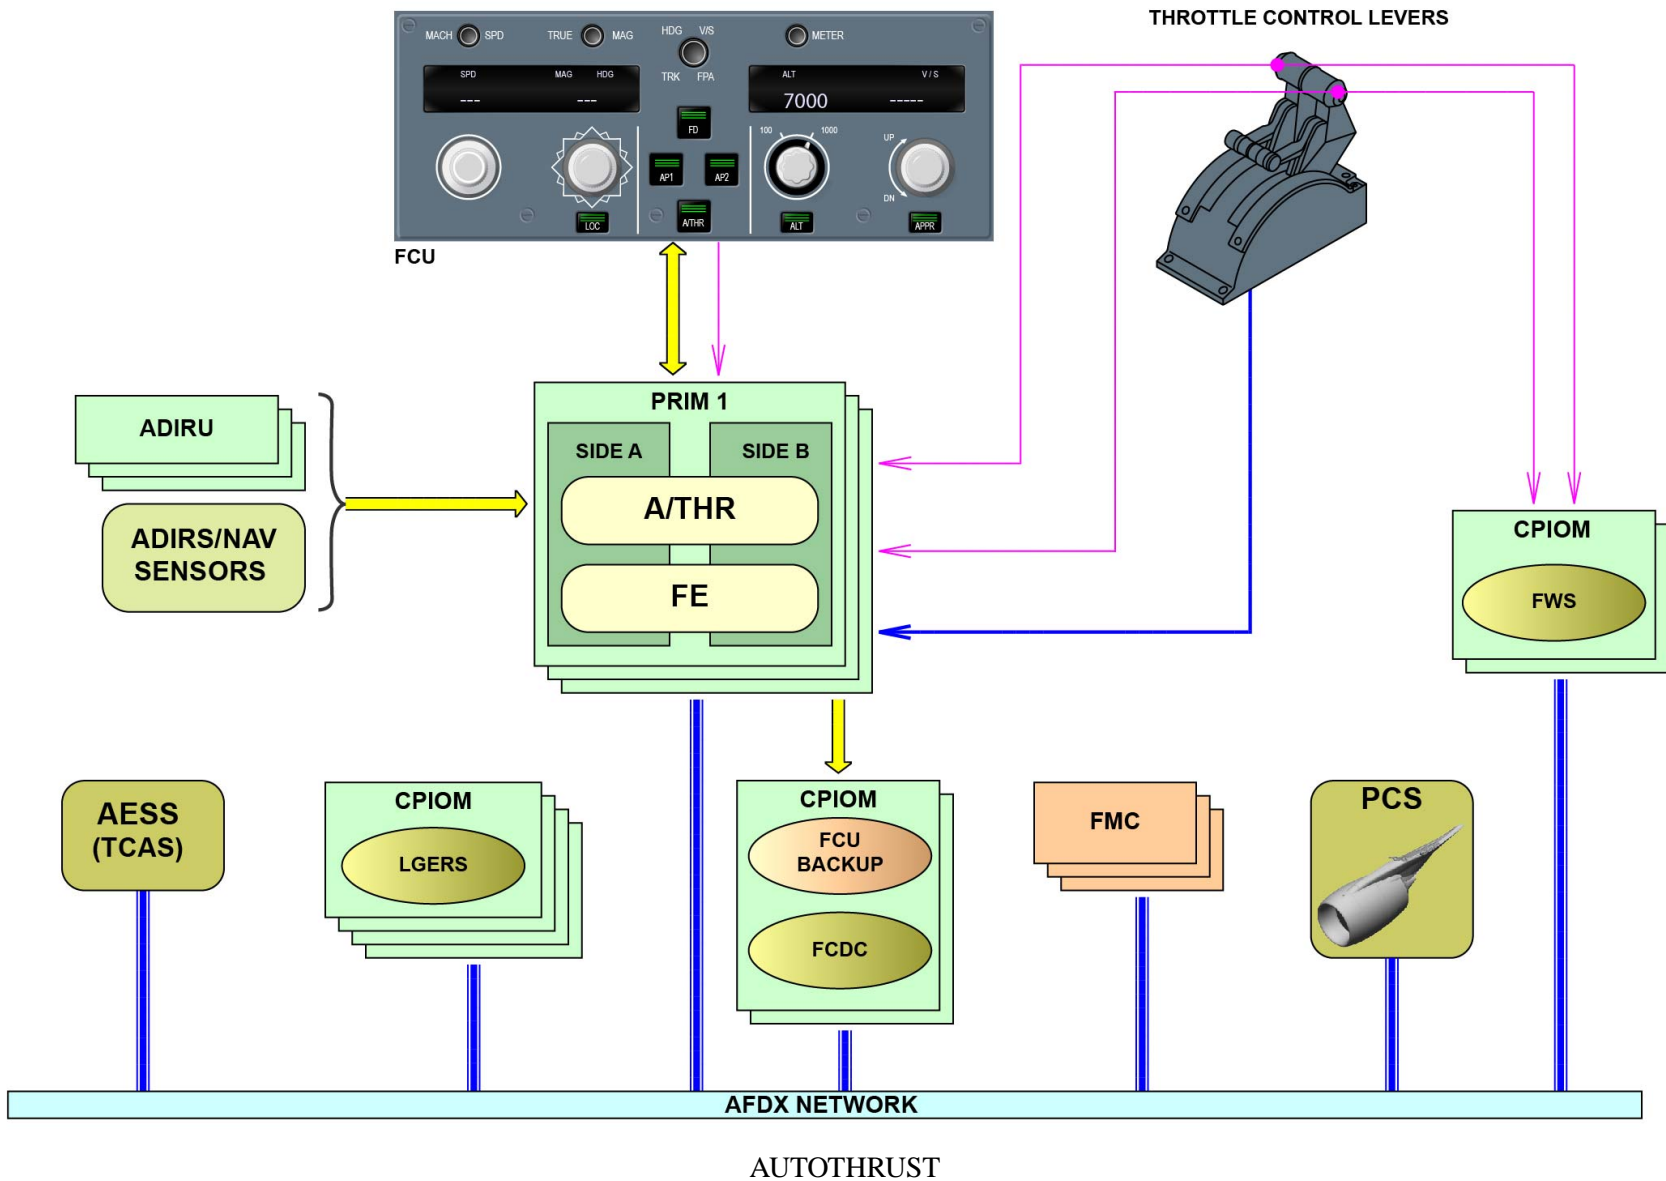 THROTTLE CONTROL LEVERS
MACH SPD
TRUE MAG
HDG V/S
TRK FPA
METER
SPD
MAG HDG
ALT
V / S
---
---
7000
-----
FD
AP1
AP2
A/THR
LOC
100
1000
ALT
UP
DN
APPR
FCU
PRIM 1
SIDE A
SIDE B
A/THR
FE
ADIRU
ADIRS/NAV
SENSORS
CPIOM
FWS
AESS
(TCAS)
CPIOM
LGERS
CPIOM
FCU
BACKUP
FCDC
FMC
PCS
AFDX NETWORK
AUTOTHRUST